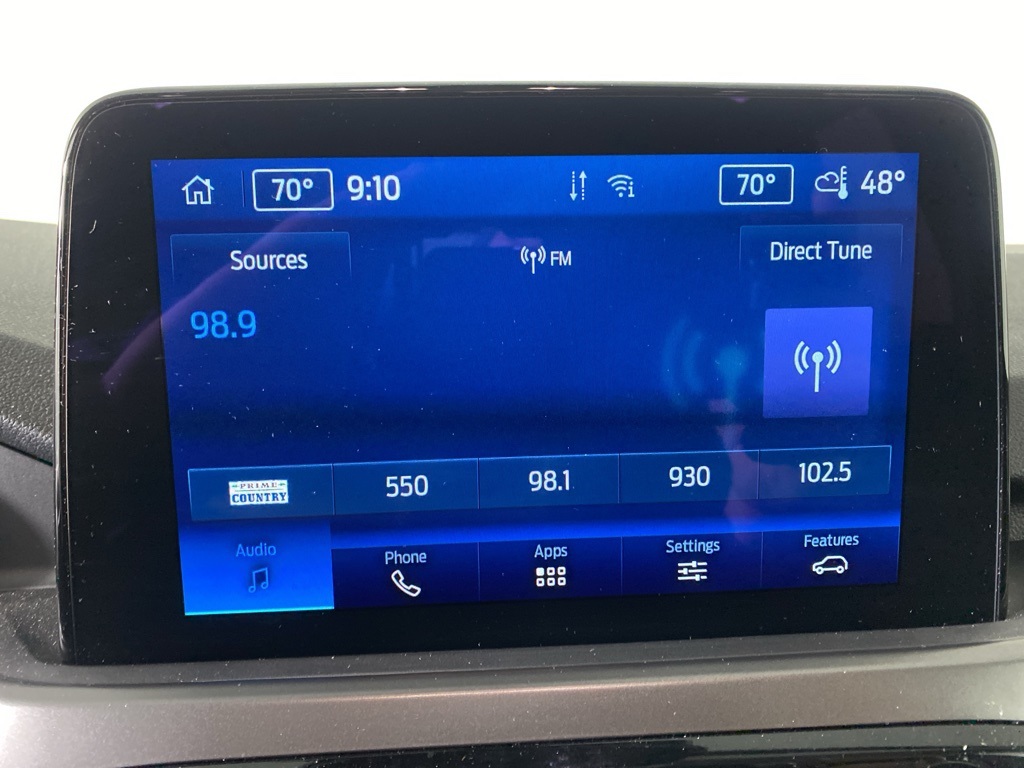 70° 9:10 70° 48°
Sources FM Direct Tune
98.9
PRIME COUNTRY 550 98.1 930 102.5
Audio Phone Apps Settings Features